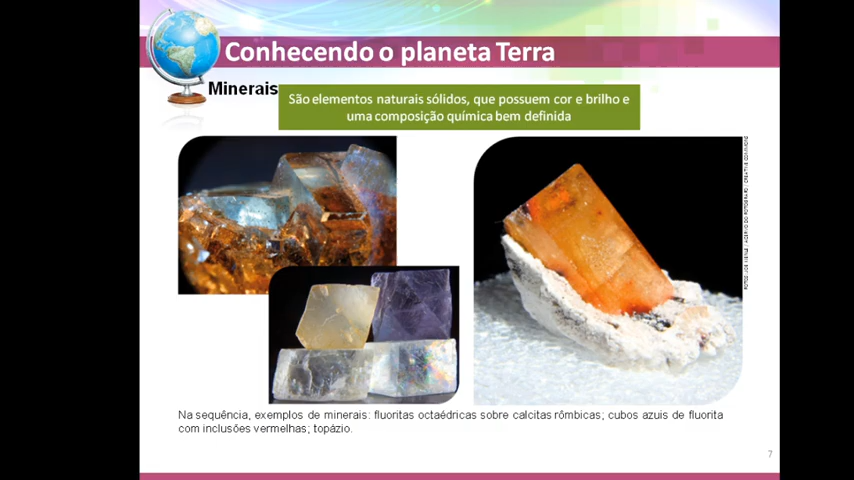 Conhecendo o planeta Terra
Minerais
São elementos naturais sólidos, que possuem cor e brilho e
uma composição química bem definida
Na sequência, exemplos de minerais: fluoritas octaédricas sobre calcitas rômbicas; cubos azuis de fluorita
com inclusões vermelhas; topázio.
7